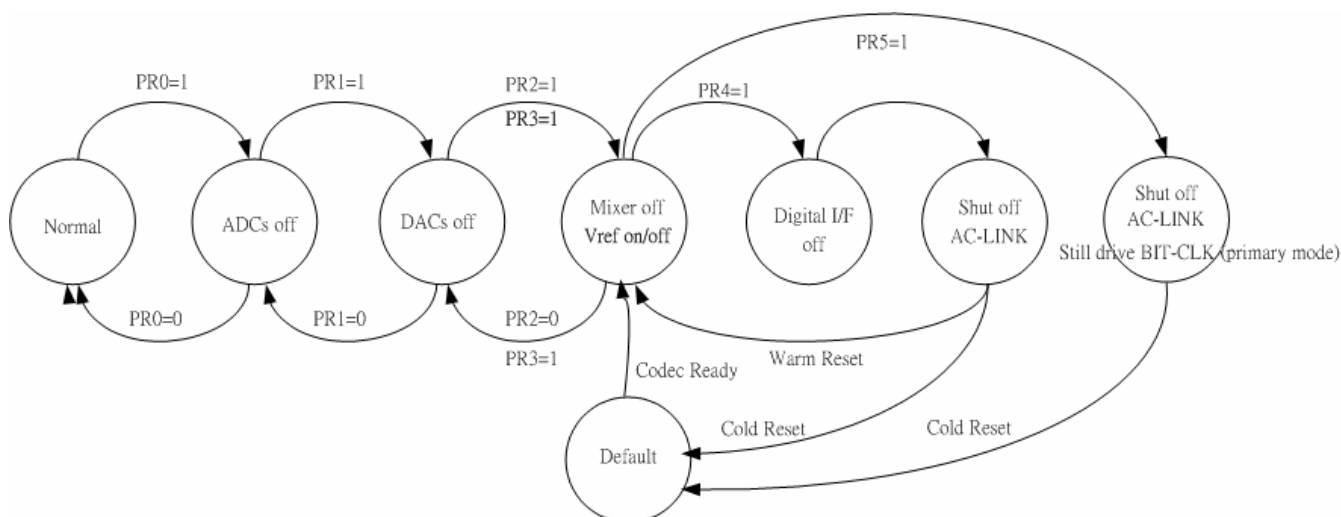 PR5=1
PR0=1
PR1=1
PR2=1
PR3=1
PR4=1
Normal
ADCs off
DACs off
Mixer off
Vref on/off
Digital I/F
off
Shut off
AC-LINK
Shut off
AC-LINK
Still drive BIT-CLK (primary mode)
PR0=0
PR1=0
PR2=0
PR3=1
Warm Reset
Codec Ready
Cold Reset
Cold Reset
Default